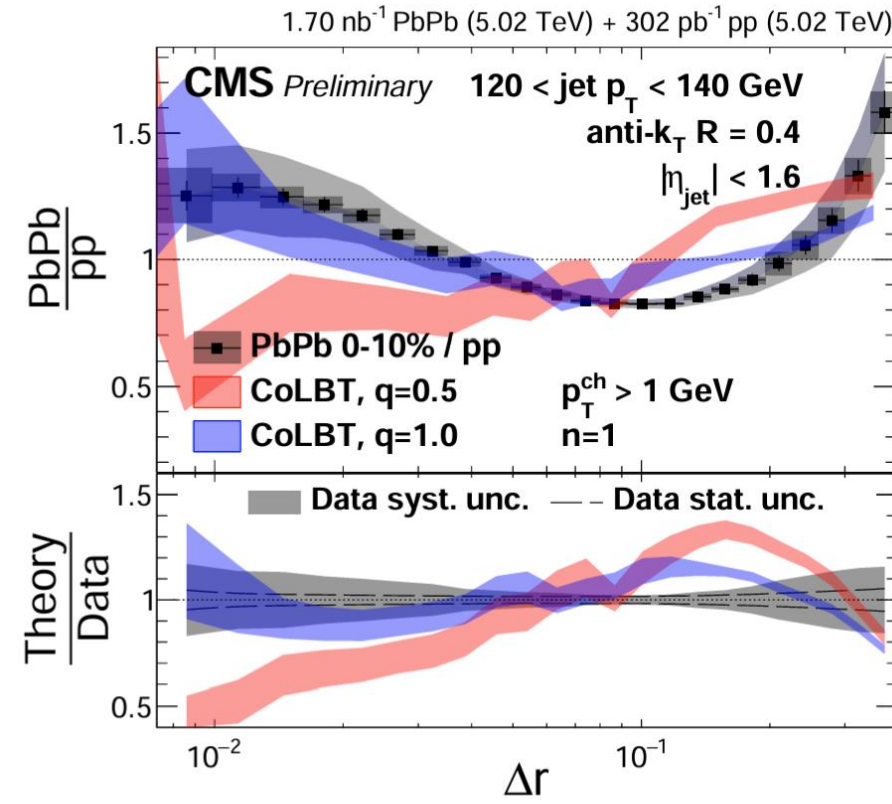 1.70 nb⁻¹ PbPb (5.02 TeV) + 302 pb⁻¹ pp (5.02 TeV)
CMS Preliminary 120 < jet p_T < 140 GeV
anti-k_T R = 0.4
|η_jet| < 1.6
PbPb
pp
1.5
1
0.5
PbPb 0-10% / pp
CoLBT, q=0.5 p_T^ch > 1 GeV
CoLBT, q=1.0 n=1
Theory
Data
1.5
1
0.5
Data syst. unc. Data stat. unc.
10⁻² 10⁻¹
Δr